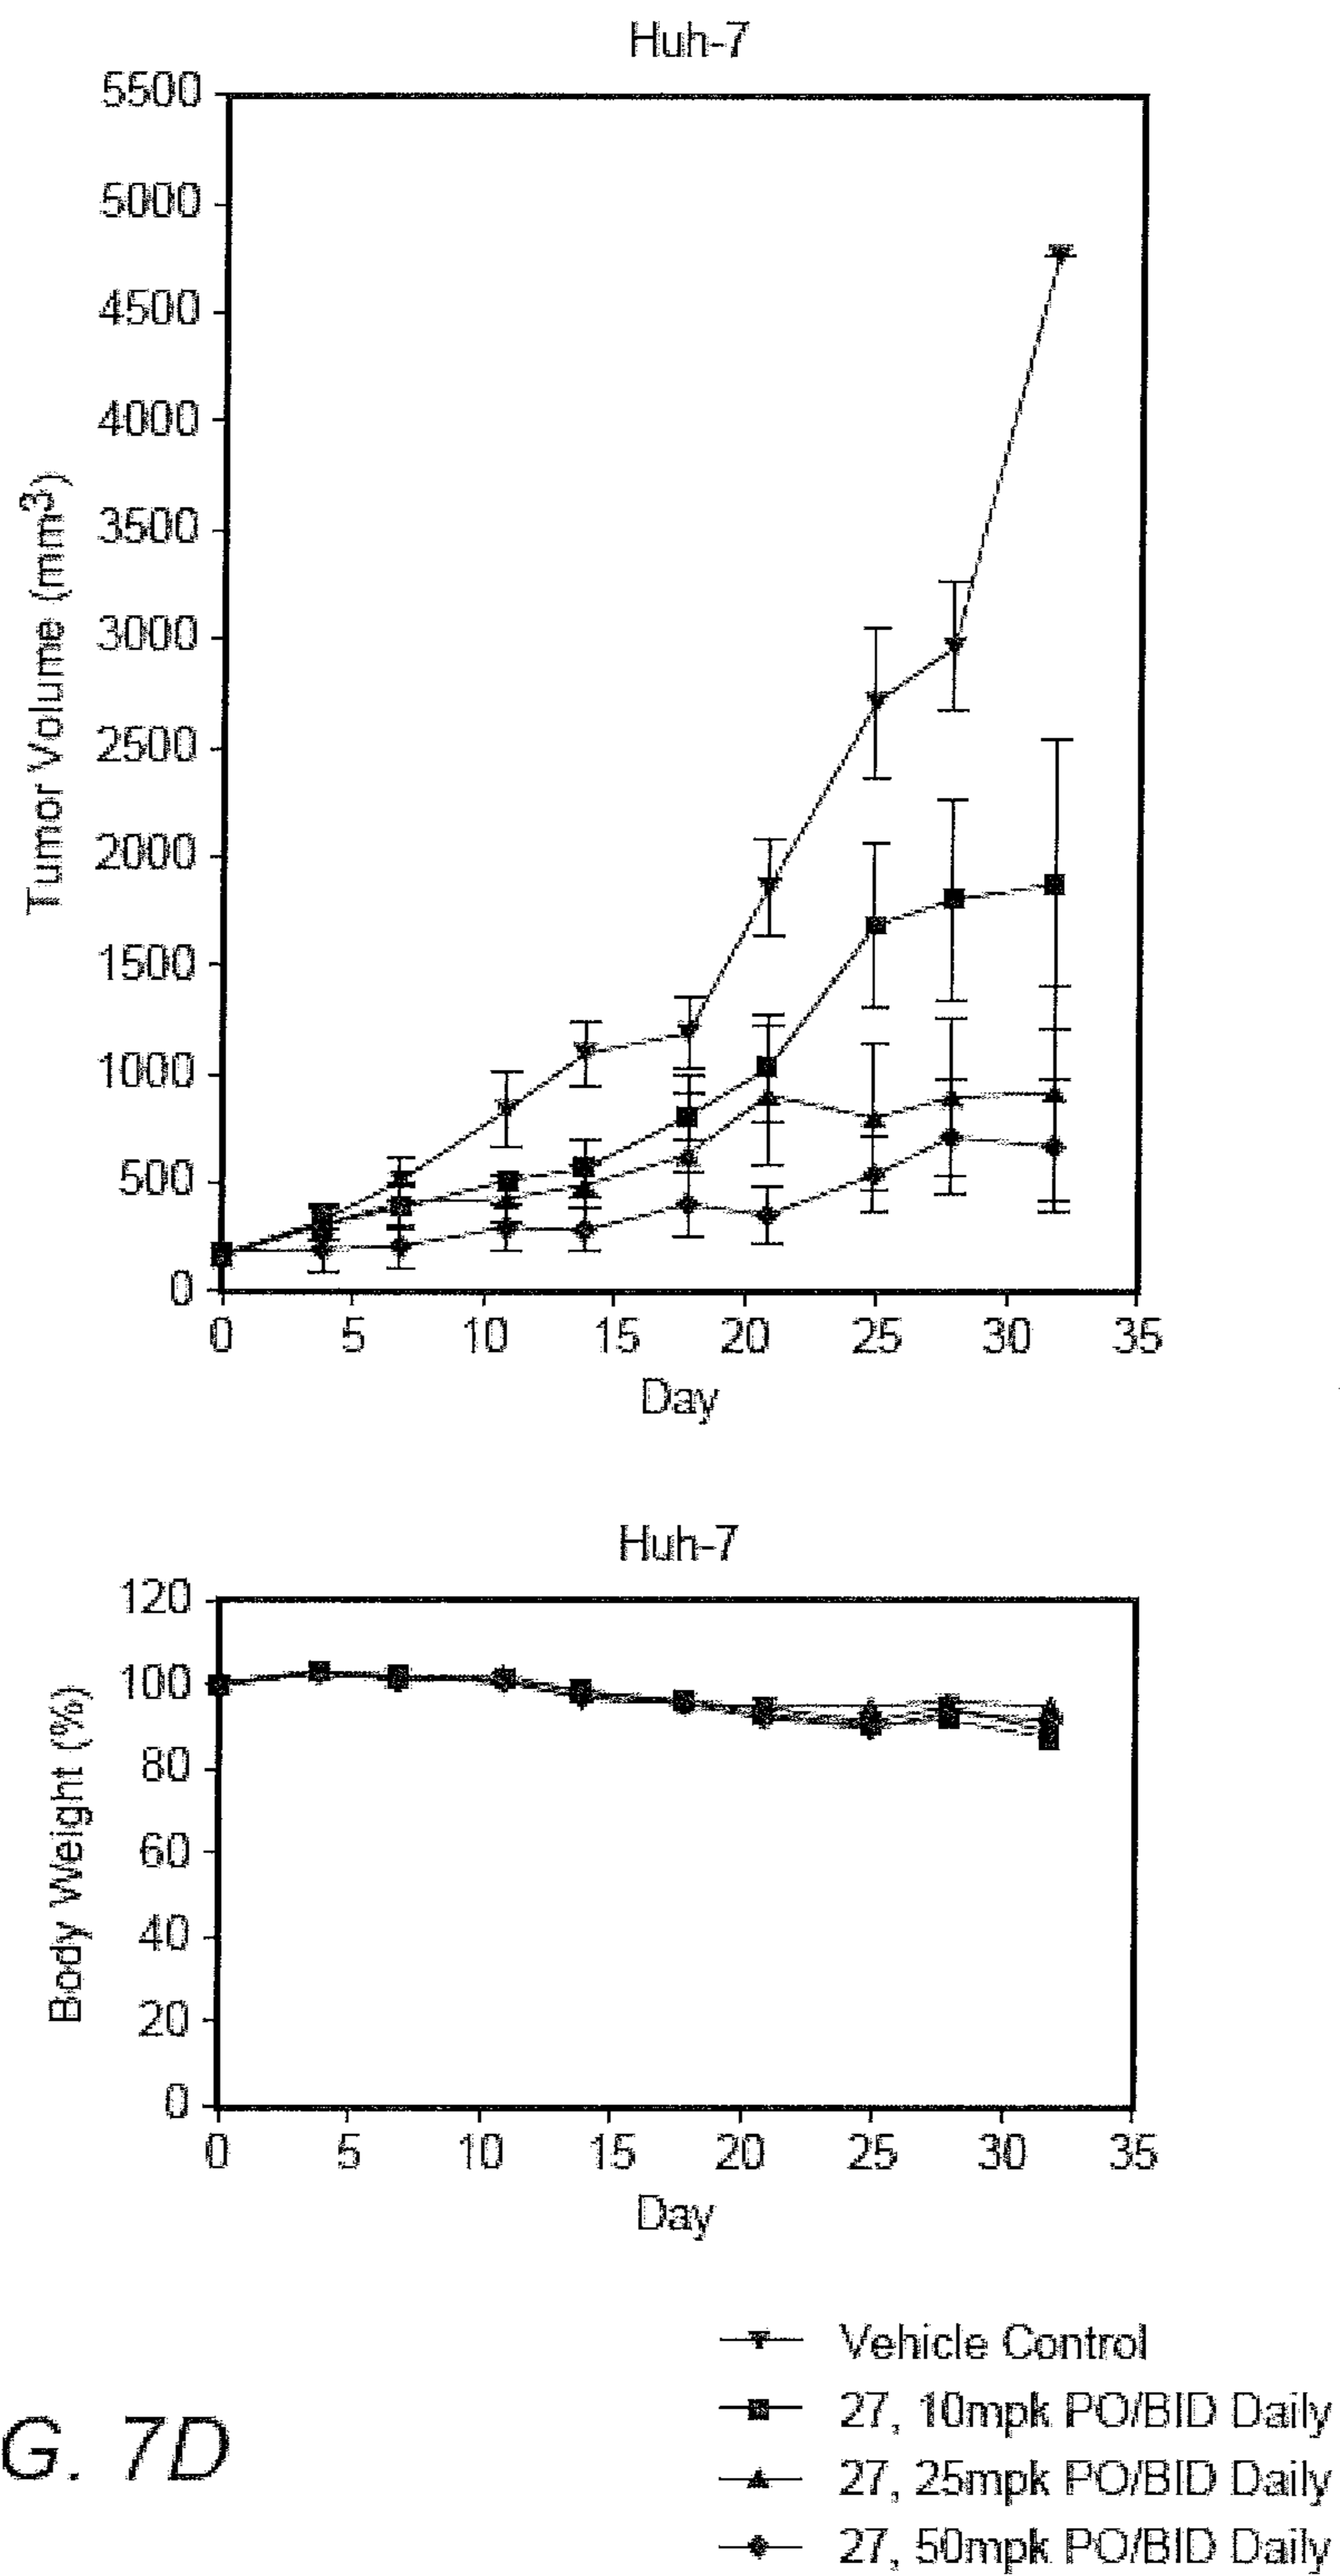 Huh-7
5500
5000
4500
4000
3500
3000
2500
2000
1500
1000
500
0
Tumor Volume (mm³)
0 5 10 15 20 25 30 35
Day
Huh-7
120
100
80
60
40
20
0
Body Weight (%)
0 5 10 15 20 25 30 35
Day
Vehicle Control
27, 10mpk PO/BID Daily
27, 25mpk PO/BID Daily
27, 50mpk PO/BID Daily
G. 7D